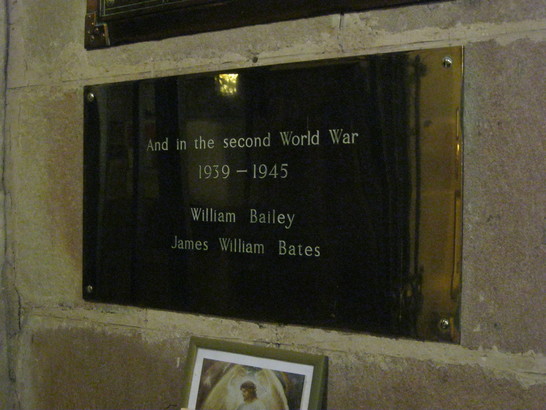 And in the second World War
1939 – 1945
William Bailey
James William Bates